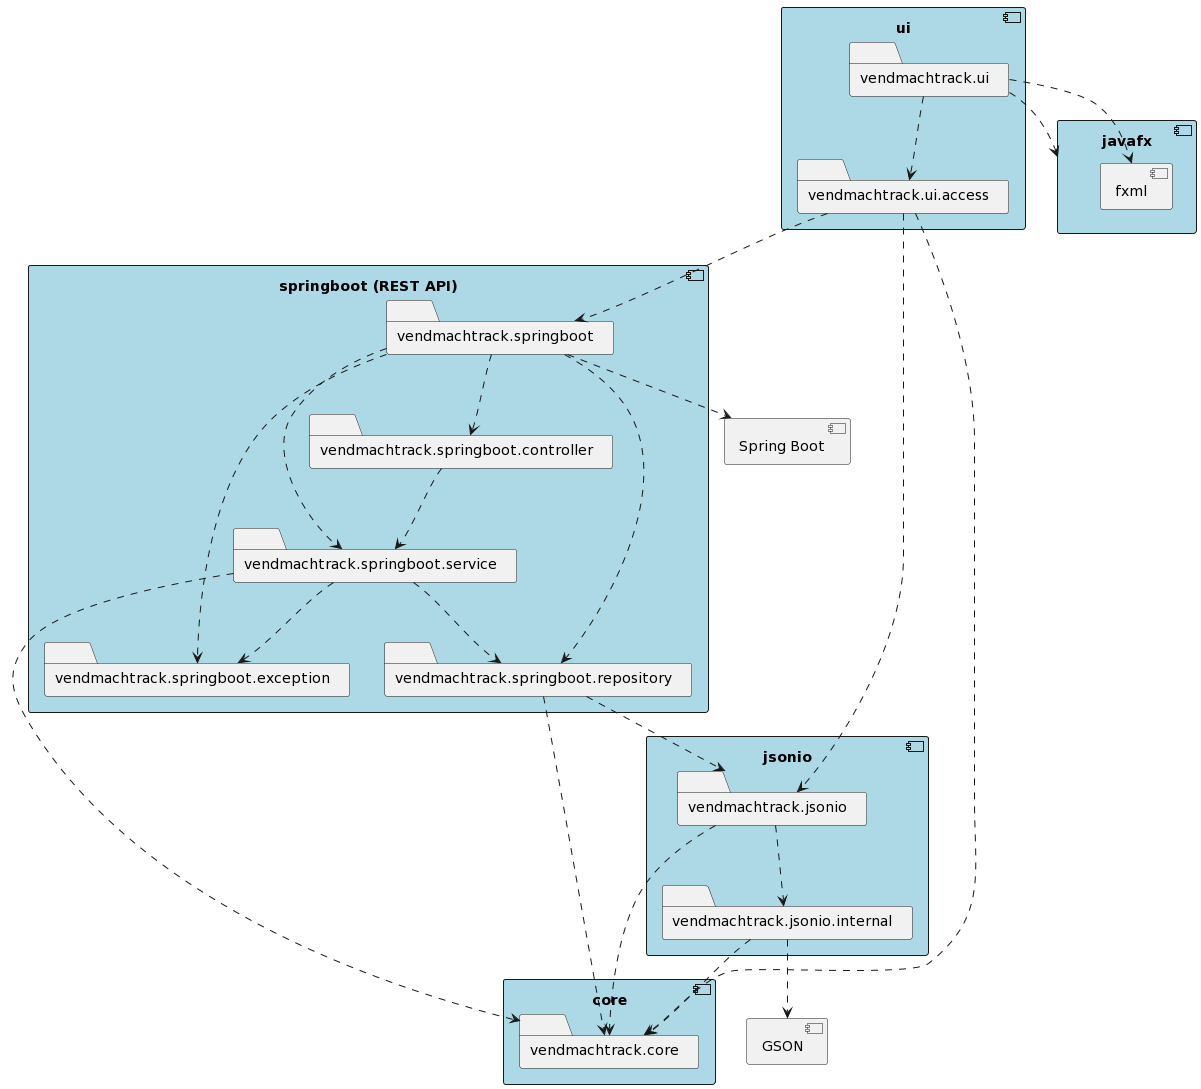 ui
vendmachtrack.ui
javafx
fxml
vendmachtrack.ui.access
springboot (REST API)
vendmachtrack.springboot
Spring Boot
vendmachtrack.springboot.controller
vendmachtrack.springboot.service
vendmachtrack.springboot.exception
vendmachtrack.springboot.repository
jsonio
vendmachtrack.jsonio
vendmachtrack.jsonio.internal
core
vendmachtrack.core
GSON